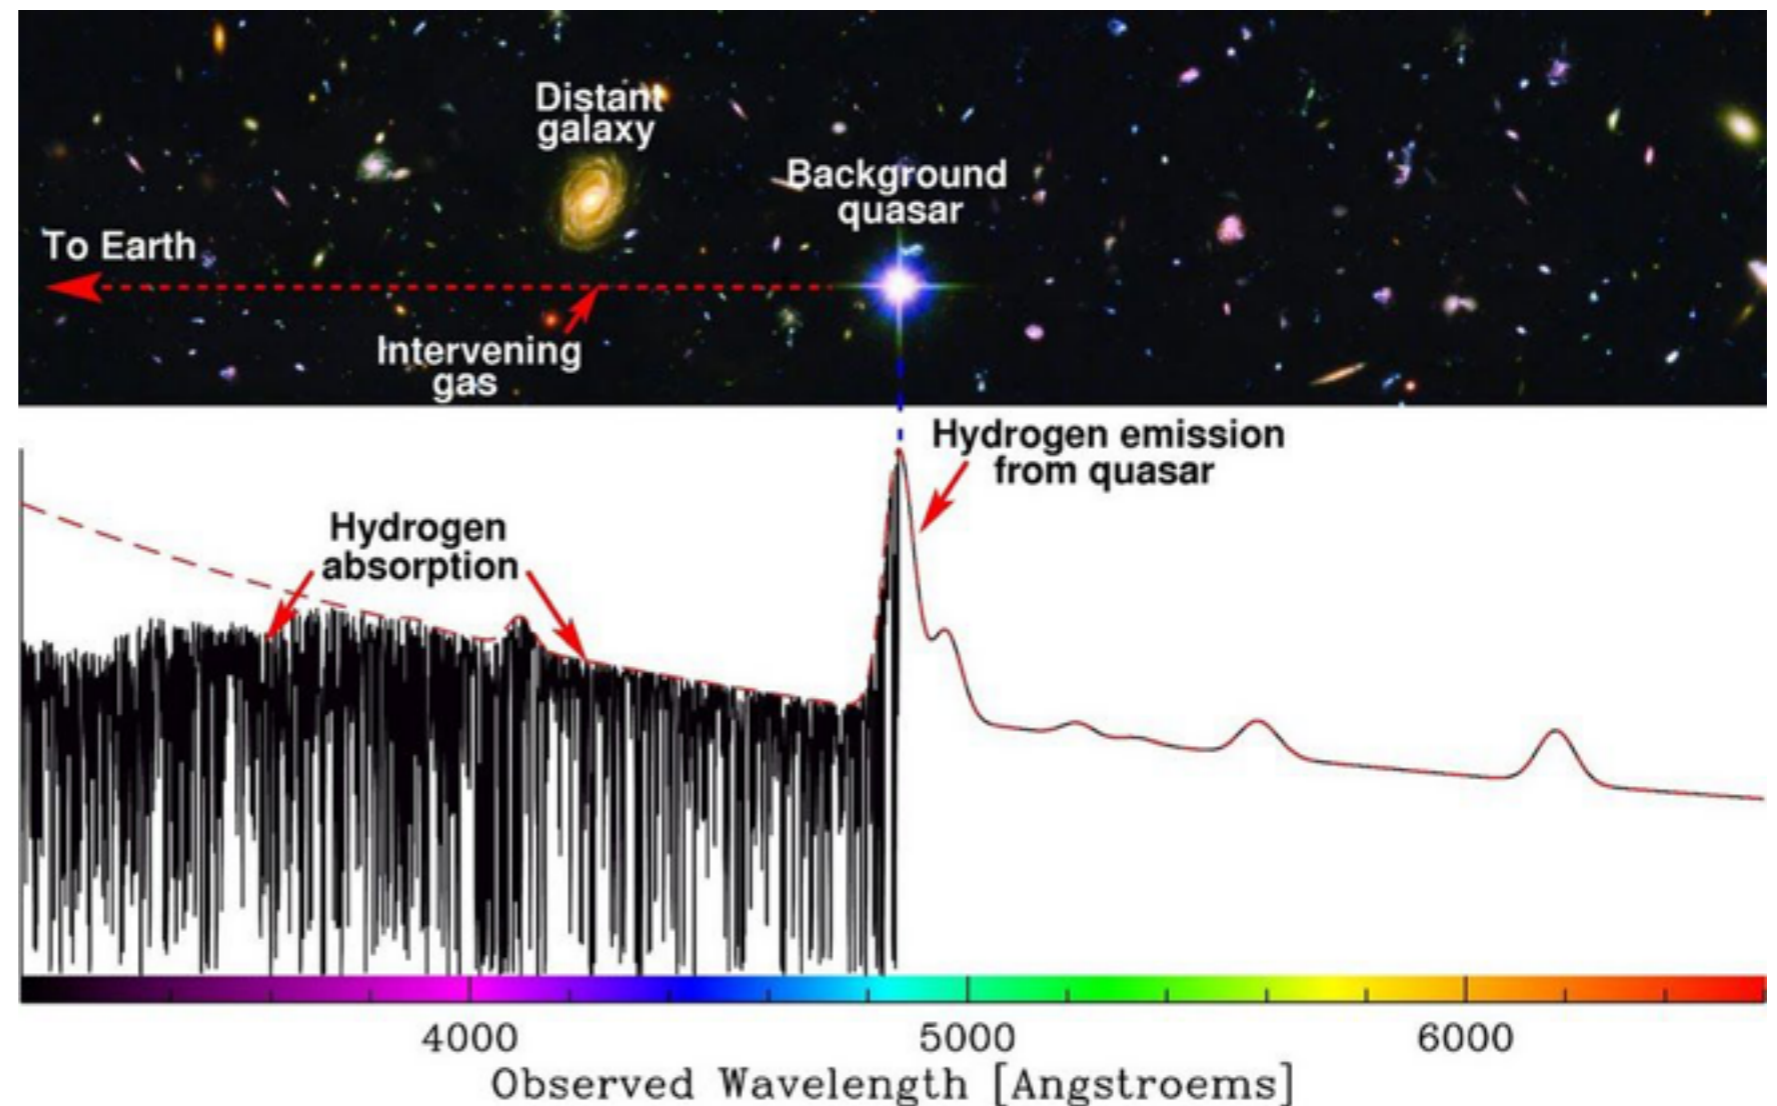 Distant
galaxy
Background
quasar
To Earth
Intervening
gas
Hydrogen emission
from quasar
Hydrogen
absorption
4000
5000
6000
Observed Wavelength [Angstroems]